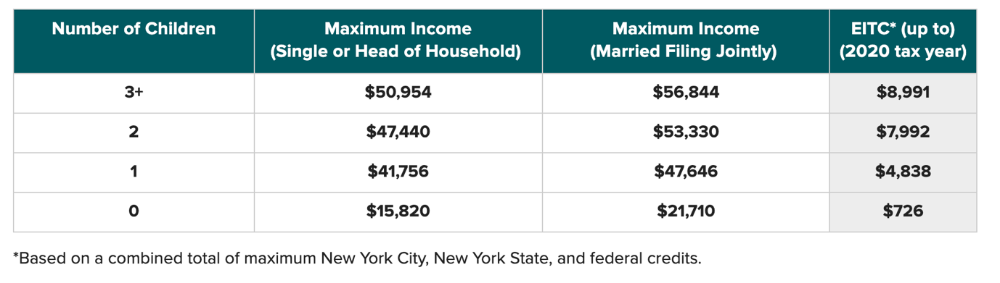 Number of Children
Maximum Income
(Single or Head of Household)
Maximum Income
(Married Filing Jointly)
EITC* (up to)
(2020 tax year)
3+ $50,954 $56,844 $8,991
2 $47,440 $53,330 $7,992
1 $41,756 $47,646 $4,838
0 $15,820 $21,710 $726
*Based on a combined total of maximum New York City, New York State, and federal credits.